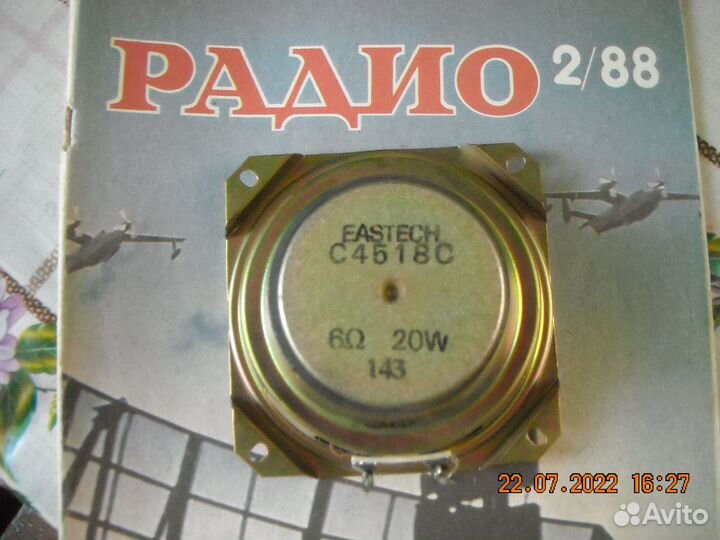 РАДИО 2/88
EASTECH
C4518C
6Ω 20W
143
22.07.2022 16:27
Avito